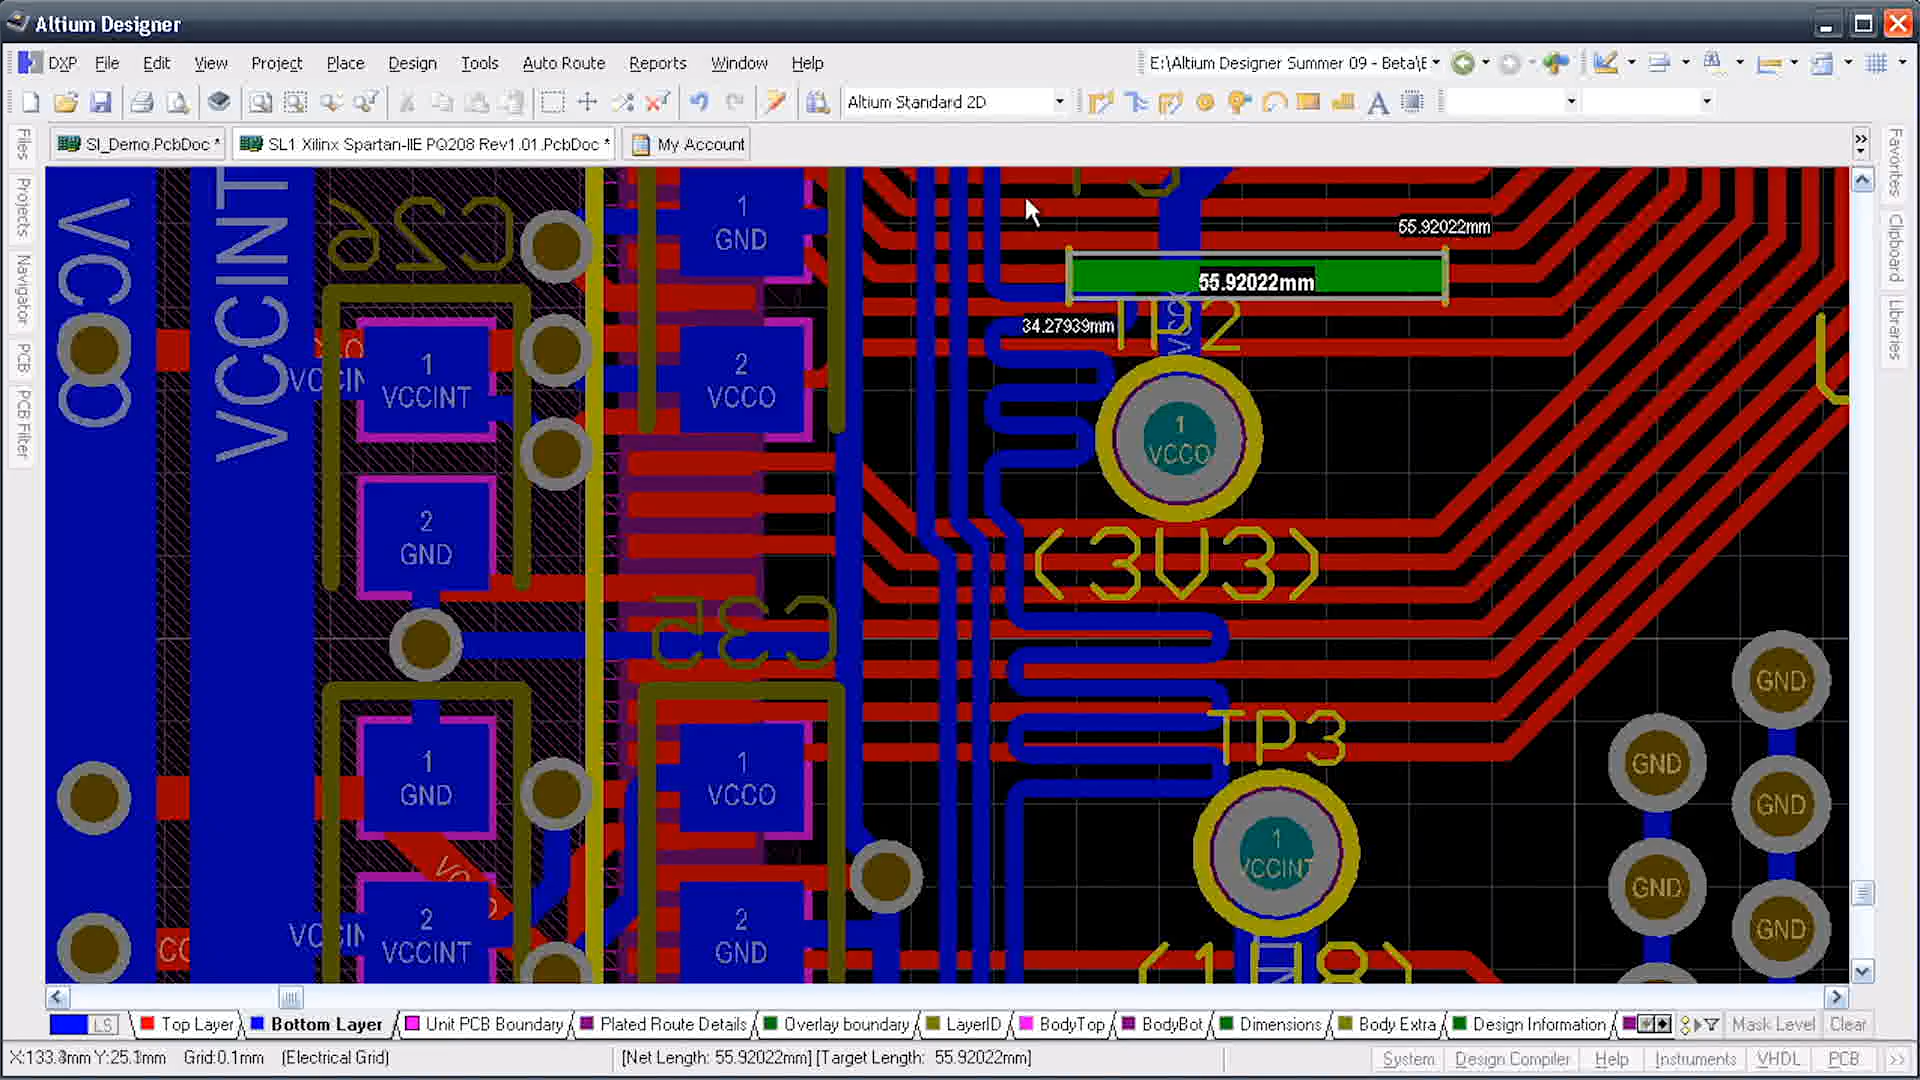 Altium Designer
DXP File Edit View Project Place Design Tools Auto Route Reports Window Help
E:\Altium Designer Summer 09 - Beta\E
Altium Standard 2D
SI_Demo.PcbDoc *
SL1 Xilinx Spartan-IIE PQ208 Rev1.01.PcbDoc *
My Account
Files
Projects
Navigator
PCB
PCB Filter
Favorites
Clipboard
Libraries
VCCO
VCCINT
C26
1
GND
55.92022mm
55.92022mm
34.27939mm
TP2
1
VCCINT
2
VCCO
1
VCCO
2
GND
(3V3)
C35
TP3
1
GND
1
VCCO
1
VCCINT
2
VCCINT
2
GND
GND
GND
GND
GND
GND
LS Top Layer Bottom Layer Unit PCB Boundary Plated Route Details Overlay boundary LayerID BodyTop BodyBot Dimensions Body Extra Design Information Mask Level Clear
Grid:0.1mm (Electrical Grid) [Net Length: 55.92022mm] [Target Length: 55.92022mm] System Design Compiler Help Instruments VHDL PCB >>